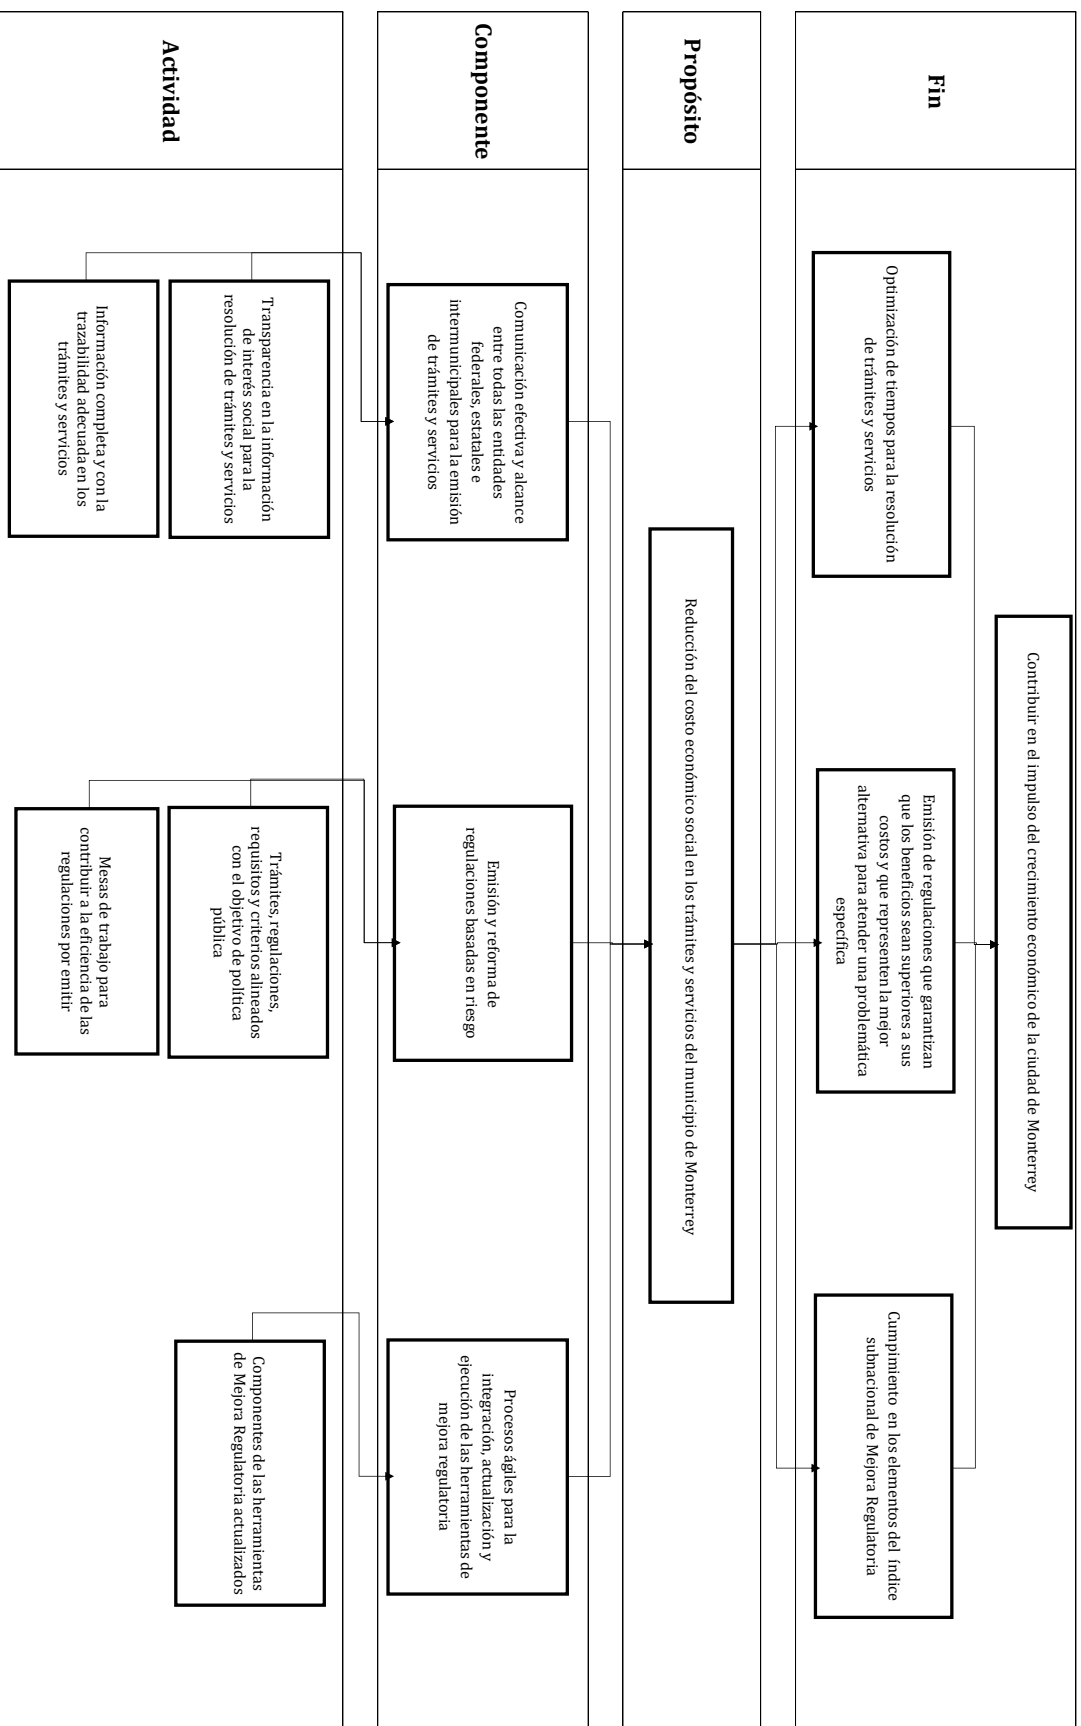 Fin
Contribuir en el impulso del crecimiento económico de la ciudad de Monterrey
Optimización de tiempos para la resolución
de trámites y servicios
Emisión de regulaciones que garantizan
que los beneficios sean superiores a sus
costos y que representen la mejor
alternativa para atender una problemática
específica
Cumpimiento en los elementos del índice
subnacional de Mejora Regulatoria
Propósito
Reducción del costo económico social en los trámites y servicios del municipio de Monterrey
Componente
Comunicación efectiva y alcance
entre todas las entidades
federales, estatales e
intermunicipales para la emisión
de trámites y servicios
Emisión y reforma de
regulaciones basadas en riesgo
Procesos ágiles para la
integración, actualización y
ejecución de las herramientas de
mejora regulatoria
Actividad
Transparencia en la información
de interés social para la
resolución de trámites y servicios
Trámites, regulaciones,
requisitos y criterios alineados
con el objetivo de política
pública
Componentes de las herramientas
de Mejora Regulatoria actualizados
Información completa y con la
trazabilidad adecuada en los
trámites y servicios
Mesas de trabajo para
contribuir a la eficiencia de las
regulaciones por emitir